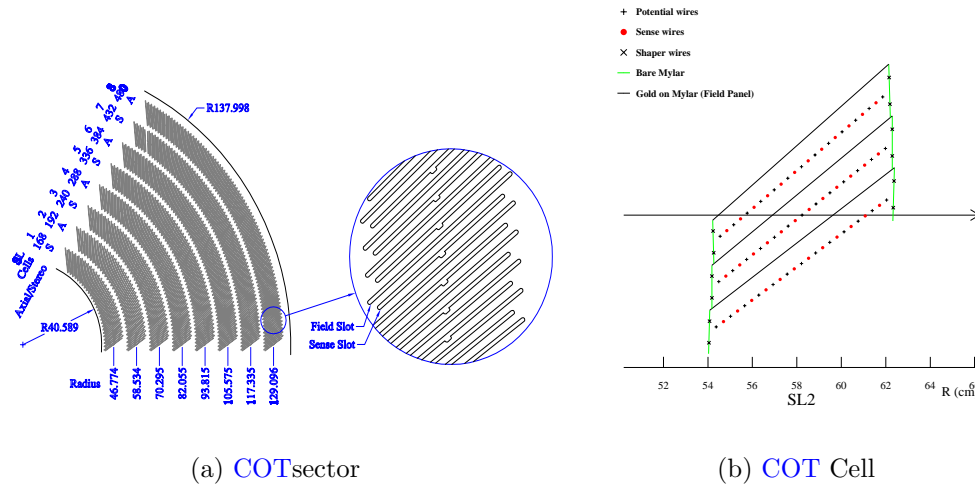 SL 1 2 3 4 5 6 7 8
Cells 168 192 240 288 336 384 432 480
Axial/Stereo S A S A S A S A
R137.998
R40.589
Field Slot
Sense Slot
Radius 46.774 58.534 70.295 82.055 93.815 105.575 117.335 129.096
(a) COTsector
+ Potential wires
Sense wires
× Shaper wires
Bare Mylar
Gold on Mylar (Field Panel)
52 54 56 58 60 62 64
SL2
R (cm
(b) COT Cell